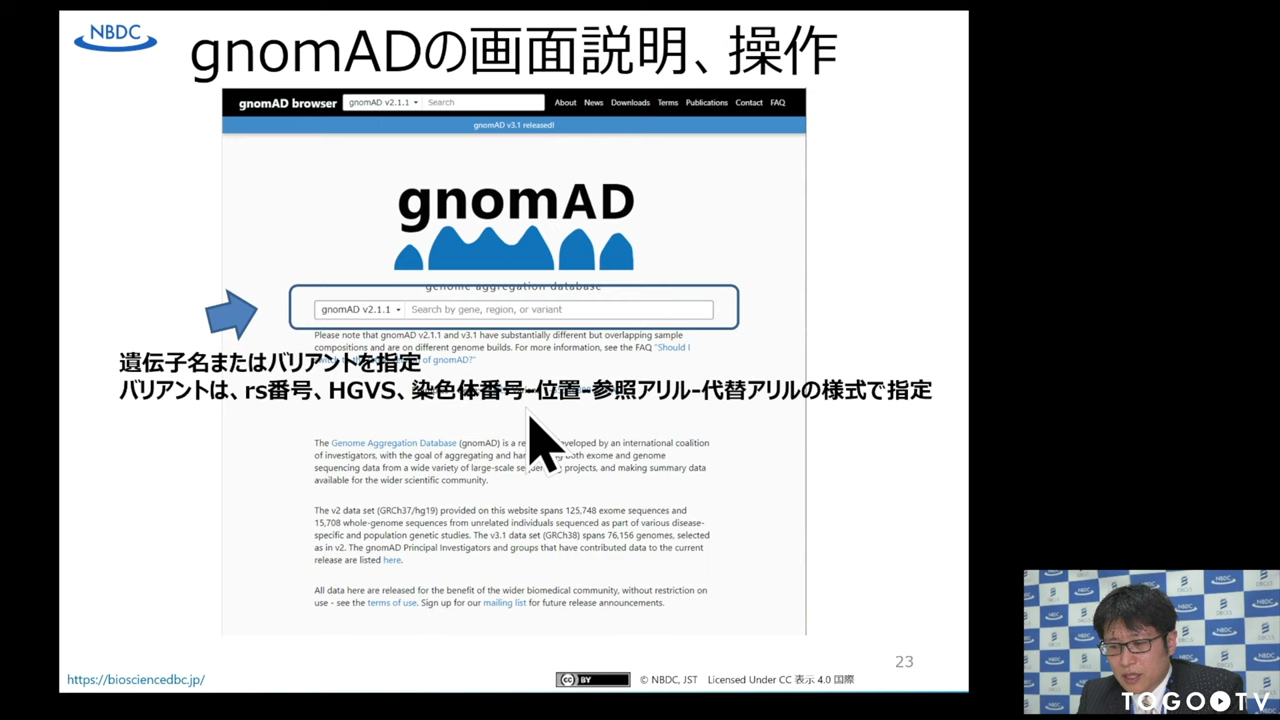 NBDC
gnomADの画面説明、操作
gnomAD browser
gnomAD v2.1.1
Search
About News Downloads Terms Publications Contact FAQ
gnomAD v3.1 released!
gnomAD
genome aggregation database
gnomAD v2.1.1
Search by gene, region, or variant
Please note that gnomAD v2.1.1 and v3.1 have substantially different but overlapping sample
compositions and are on different genome builds. For more information, see the FAQ "Should I
of gnomAD?"
遺伝子名またはバリアントを指定
バリアントは、rs番号、HGVS、染色体番号-位置-参照アリル-代替アリルの様式で指定
The Genome Aggregation Database (gnomAD) is a developed by an international coalition
of investigators, with the goal of aggregating and both exome and genome
sequencing data from a wide variety of large-scale projects, and making summary data
available for the wider scientific community.
The v2 data set (GRCh37/hg19) provided on this website spans 125,748 exome sequences and
15,708 whole-genome sequences from unrelated individuals sequenced as part of various disease-
specific and population genetic studies. The v3.1 data set (GRCh38) spans 76,156 genomes, selected
as in v2. The gnomAD Principal Investigators and groups that have contributed data to the current
release are listed here.
All data here are released for the benefit of the wider biomedical community, without restriction on
use - see the terms of use. Sign up for our mailing list for future release announcements.
23
https://biosciencedbc.jp/
cc BY
© NBDC, JST Licensed Under CC 表示 4.0 国際
NBDC
TOGO TV